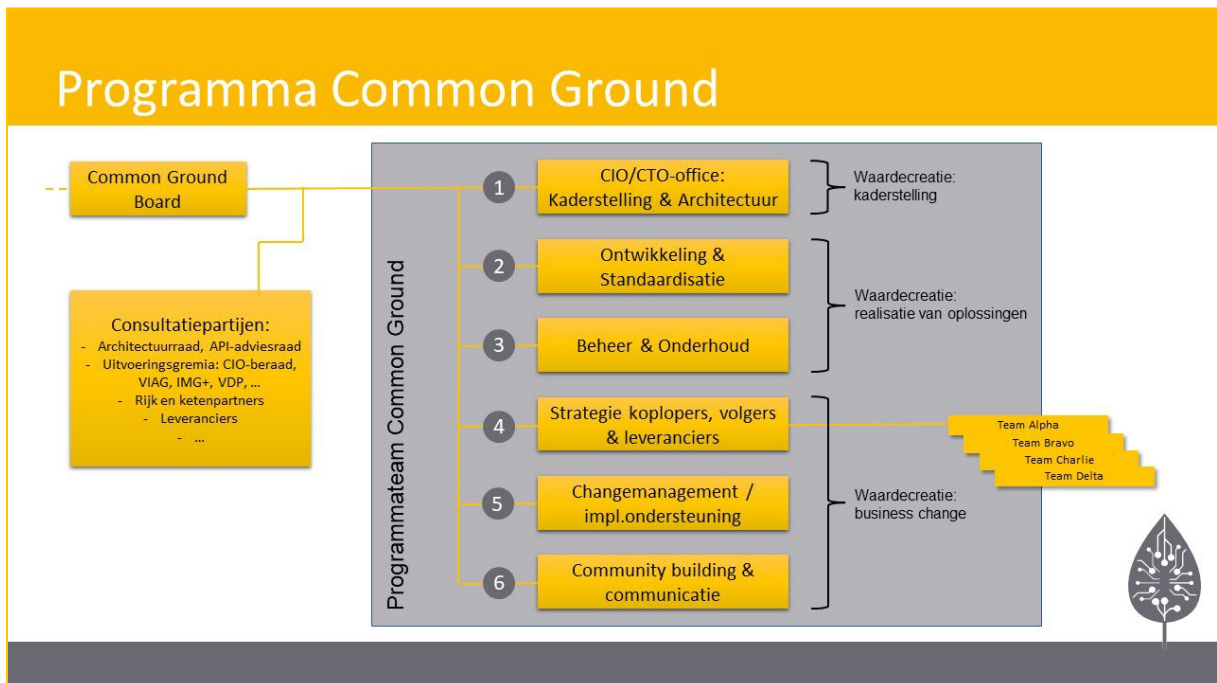 Programma Common Ground
Common Ground
Board
Consultatiepartijen:
- Architectuurraad, API-adviesraad
- Uitvoeringsgremia: CIO-beraad,
VIAG, IMG+, VDP, ...
- Rijk en ketenpartners
- Leveranciers
- ...
Programmateam Common Ground
1
CIO/CTO-office:
Kaderstelling & Architectuur
Waardecreatie:
kaderstelling
2
Ontwikkeling &
Standaardisatie
3
Beheer & Onderhoud
Waardecreatie:
realisatie van oplossingen
4
Strategie koplopers, volgers
& leveranciers
5
Changemanagement /
impl.ondersteuning
6
Community building &
communicatie
Waardecreatie:
business change
Team Alpha
Team Bravo
Team Charlie
Team Delta